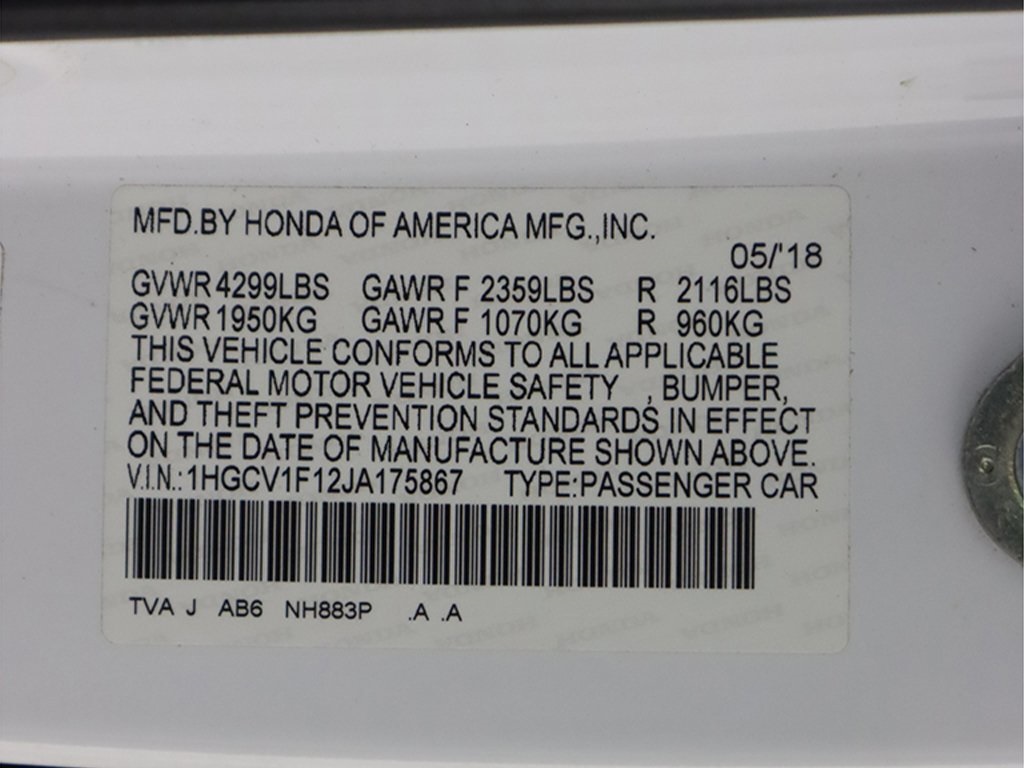 MFD.BY HONDA OF AMERICA MFG.,INC.
05/'18
GVWR 4299LBS GAWR F 2359LBS R 2116LBS
GVWR 1950KG GAWR F 1070KG R 960KG
THIS VEHICLE CONFORMS TO ALL APPLICABLE
FEDERAL MOTOR VEHICLE SAFETY , BUMPER,
AND THEFT PREVENTION STANDARDS IN EFFECT
ON THE DATE OF MANUFACTURE SHOWN ABOVE.
V.I.N.:1HGCV1F12JA175867 TYPE:PASSENGER CAR
TVA J AB6 NH883P .A .A